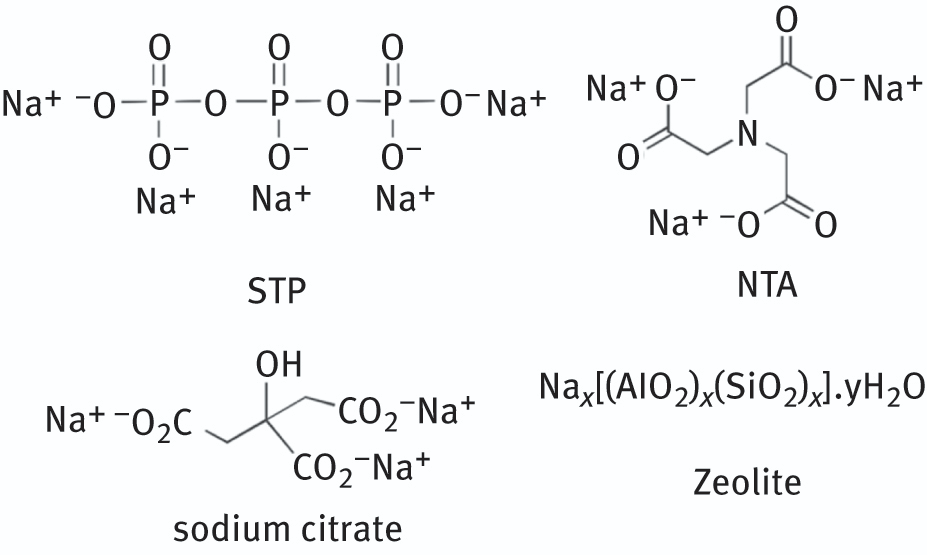 O O O
Na⁺ ⁻O–P–O–P–O–P–O⁻ Na⁺
O⁻ O⁻ O⁻
Na⁺ Na⁺ Na⁺
STP
O
Na⁺ O⁻ O⁻ Na⁺
N
O
Na⁺ ⁻O O
NTA
OH
Na⁺ ⁻O₂C CO₂⁻Na⁺
CO₂⁻Na⁺
sodium citrate
Naₓ[(AlO₂)ₓ(SiO₂)ₓ].yH₂O
Zeolite